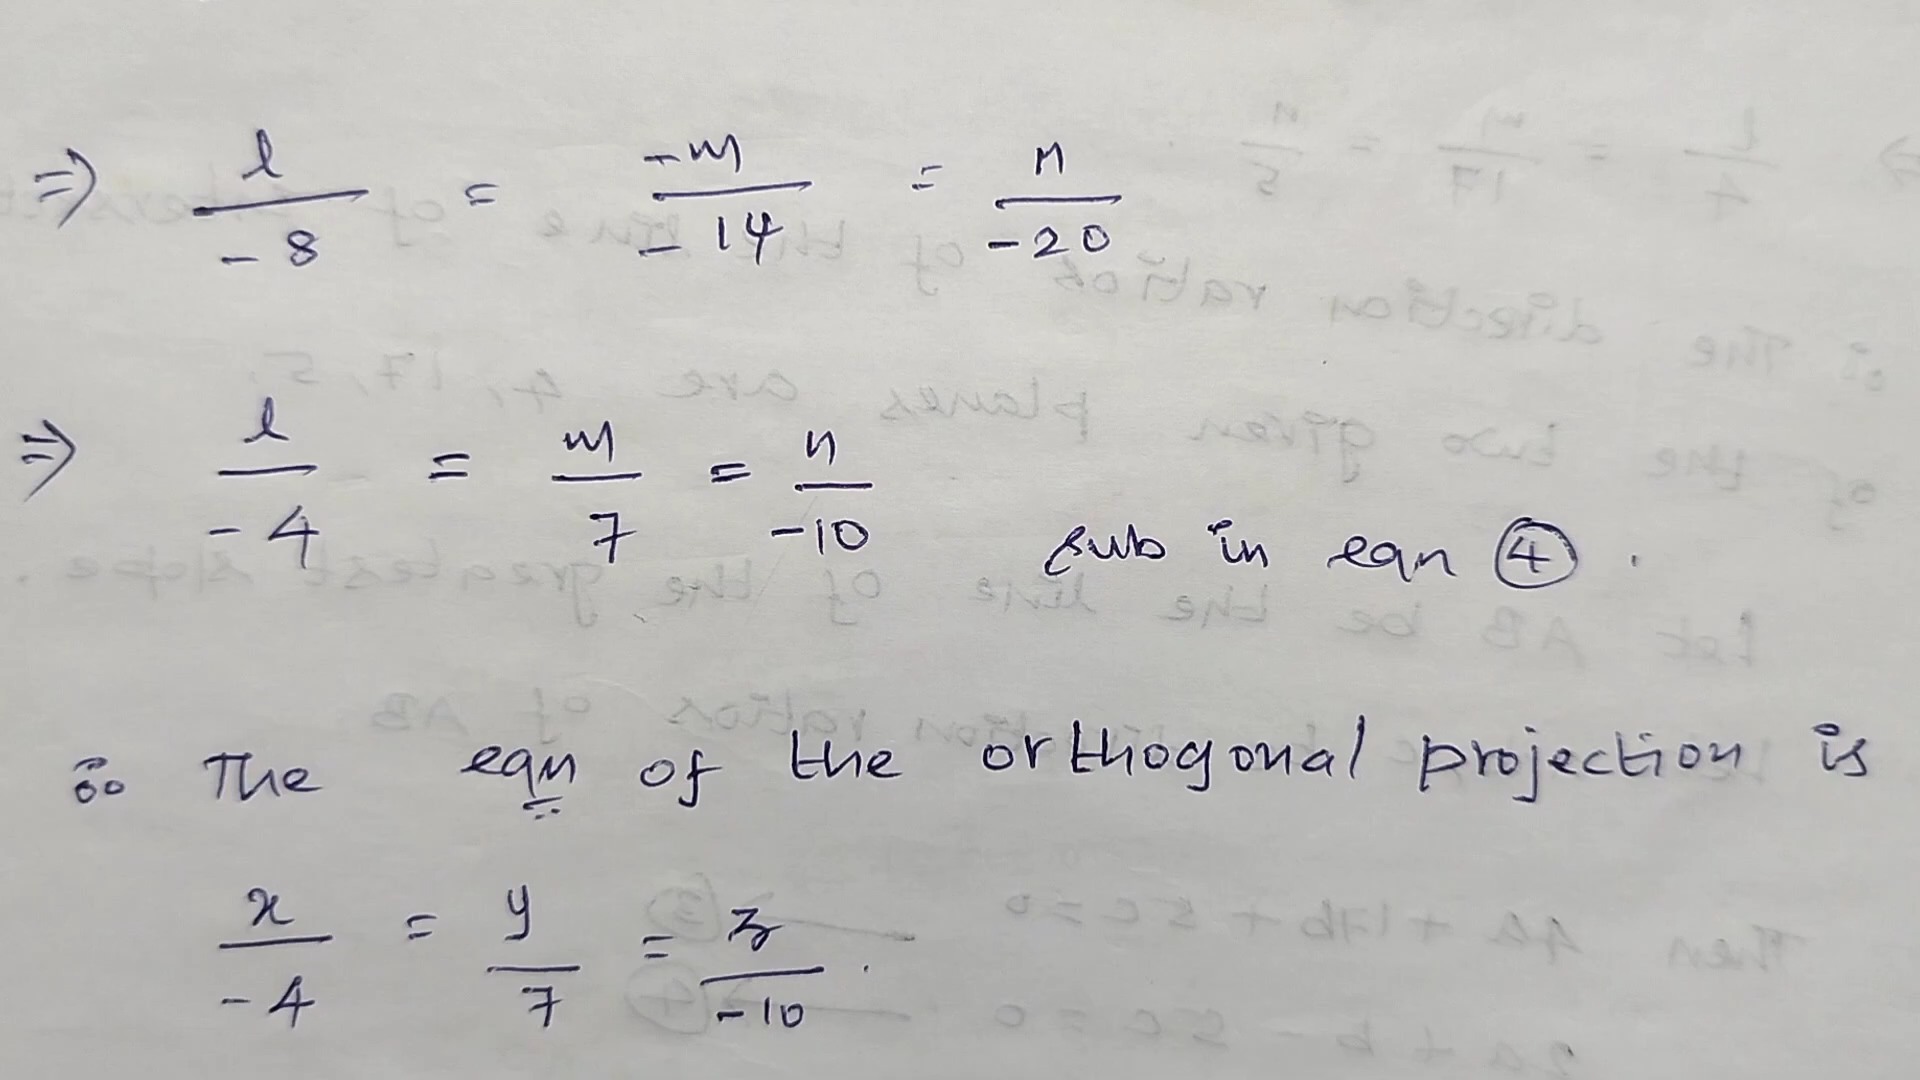 ⇒ l/-8 = -m/-14 = n/-20
⇒ l/-4 = m/7 = n/-10 sub in eqn ④.
∴ The eqn of the orthogonal projection is
x/-4 = y/7 = z/-10.